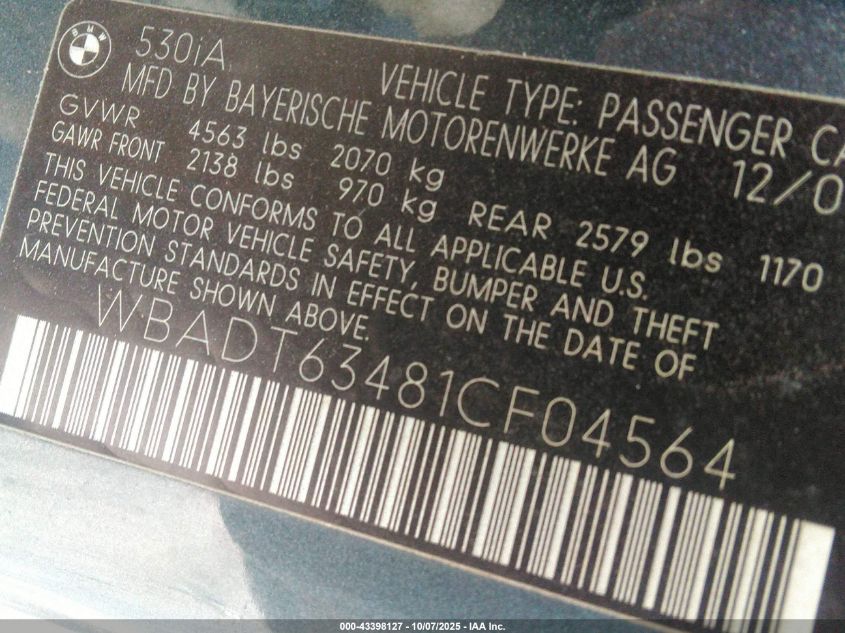 BMW
530iA
VEHICLE TYPE: PASSENGER CA
MFD BY BAYERISCHE MOTORENWERKE AG 12/0
GVWR 4563 lbs 2070 kg
GAWR FRONT 2138 lbs 970 kg REAR 2579 lbs 1170
THIS VEHICLE CONFORMS TO ALL APPLICABLE U.S.
FEDERAL MOTOR VEHICLE SAFETY, BUMPER AND THEFT
PREVENTION STANDARDS IN EFFECT ON THE DATE OF
MANUFACTURE SHOWN ABOVE.
WBADT63481CF04564
000-43398127 - 10/07/2025 - IAA Inc.